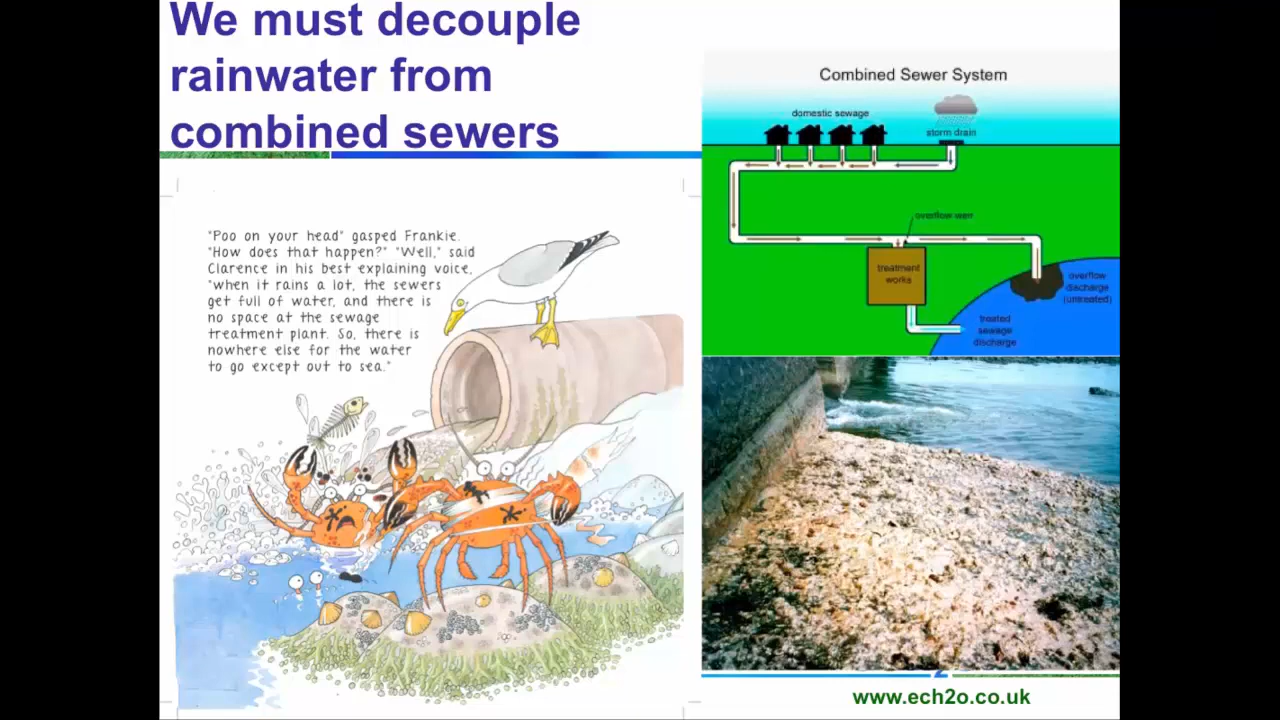 We must decouple
rainwater from
combined sewers
"Poo on your head" gasped Frankie.
"How does that happen?" "Well," said
Clarence in his best explaining voice,
"when it rains a lot, the sewers
get full of water, and there is
no space at the sewage
treatment plant. So, there is
nowhere else for the water
to go except out to sea."
Combined Sewer System
domestic sewage
storm drain
overflow weir
treatment
works
overflow
discharge
(untreated)
treated
sewage
discharge
2
www.ech2o.co.uk